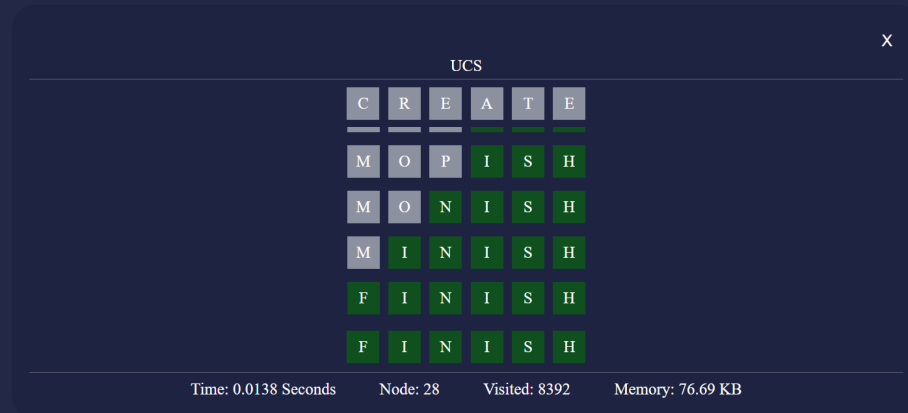 X
UCS
C R E A T E
M O P I S H
M O N I S H
M I N I S H
F I N I S H
F I N I S H
Time: 0.0138 Seconds Node: 28 Visited: 8392 Memory: 76.69 KB